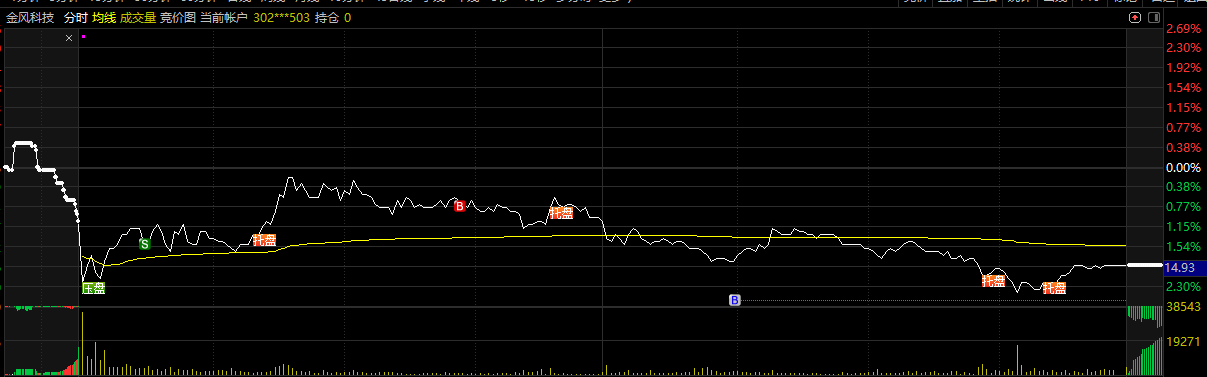 金风科技 分时 均线 成交量 竞价图 当前帐户 302***503 持仓 0
2.69%
2.30%
1.92%
1.54%
1.15%
0.77%
0.38%
0.00%
0.38%
0.77%
B
托盘
1.15%
S
托盘
1.54%
14.93
托盘
压盘
托盘
2.30%
B
38543
19271